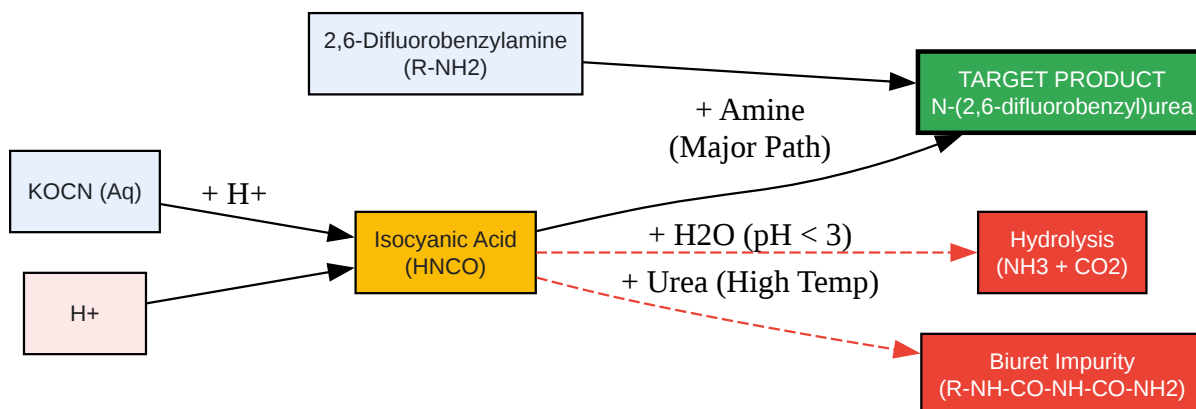 2,6-Difluorobenzylamine
(R-NH2)
TARGET PRODUCT
N-(2,6-difluorobenzyl)urea
+ Amine
(Major Path)
KOCN (Aq)
+ H+
Isocyanic Acid
(HNCO)
+ H2O (pH < 3)
Hydrolysis
(NH3 + CO2)
+ Urea (High Temp)
H+
Biuret Impurity
(R-NH-CO-NH-CO-NH2)